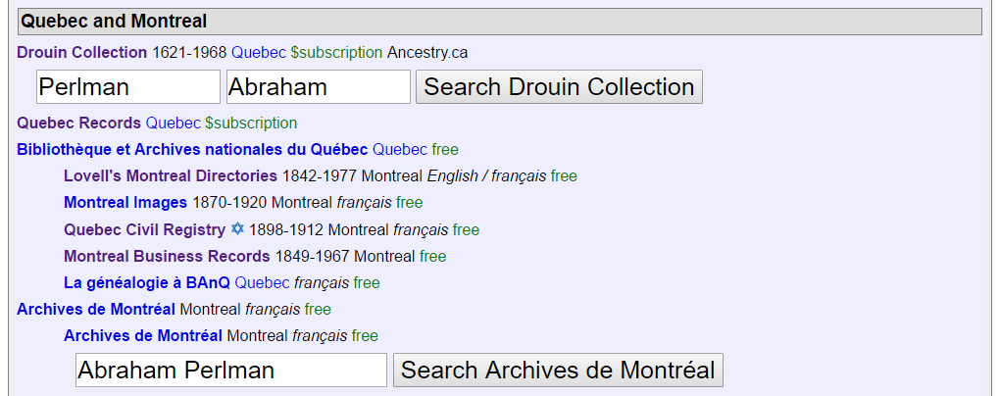 Quebec and Montreal
Drouin Collection 1621-1968 Quebec $subscription Ancestry.ca
Perlman Abraham Search Drouin Collection
Quebec Records Quebec $subscription
Bibliothèque et Archives nationales du Québec Quebec free
Lovell's Montreal Directories 1842-1977 Montreal English / français free
Montreal Images 1870-1920 Montreal français free
Quebec Civil Registry ✡ 1898-1912 Montreal français free
Montreal Business Records 1849-1967 Montreal free
La généalogie à BAnQ Quebec français free
Archives de Montréal Montreal français free
Archives de Montréal Montreal français free
Abraham Perlman Search Archives de Montréal